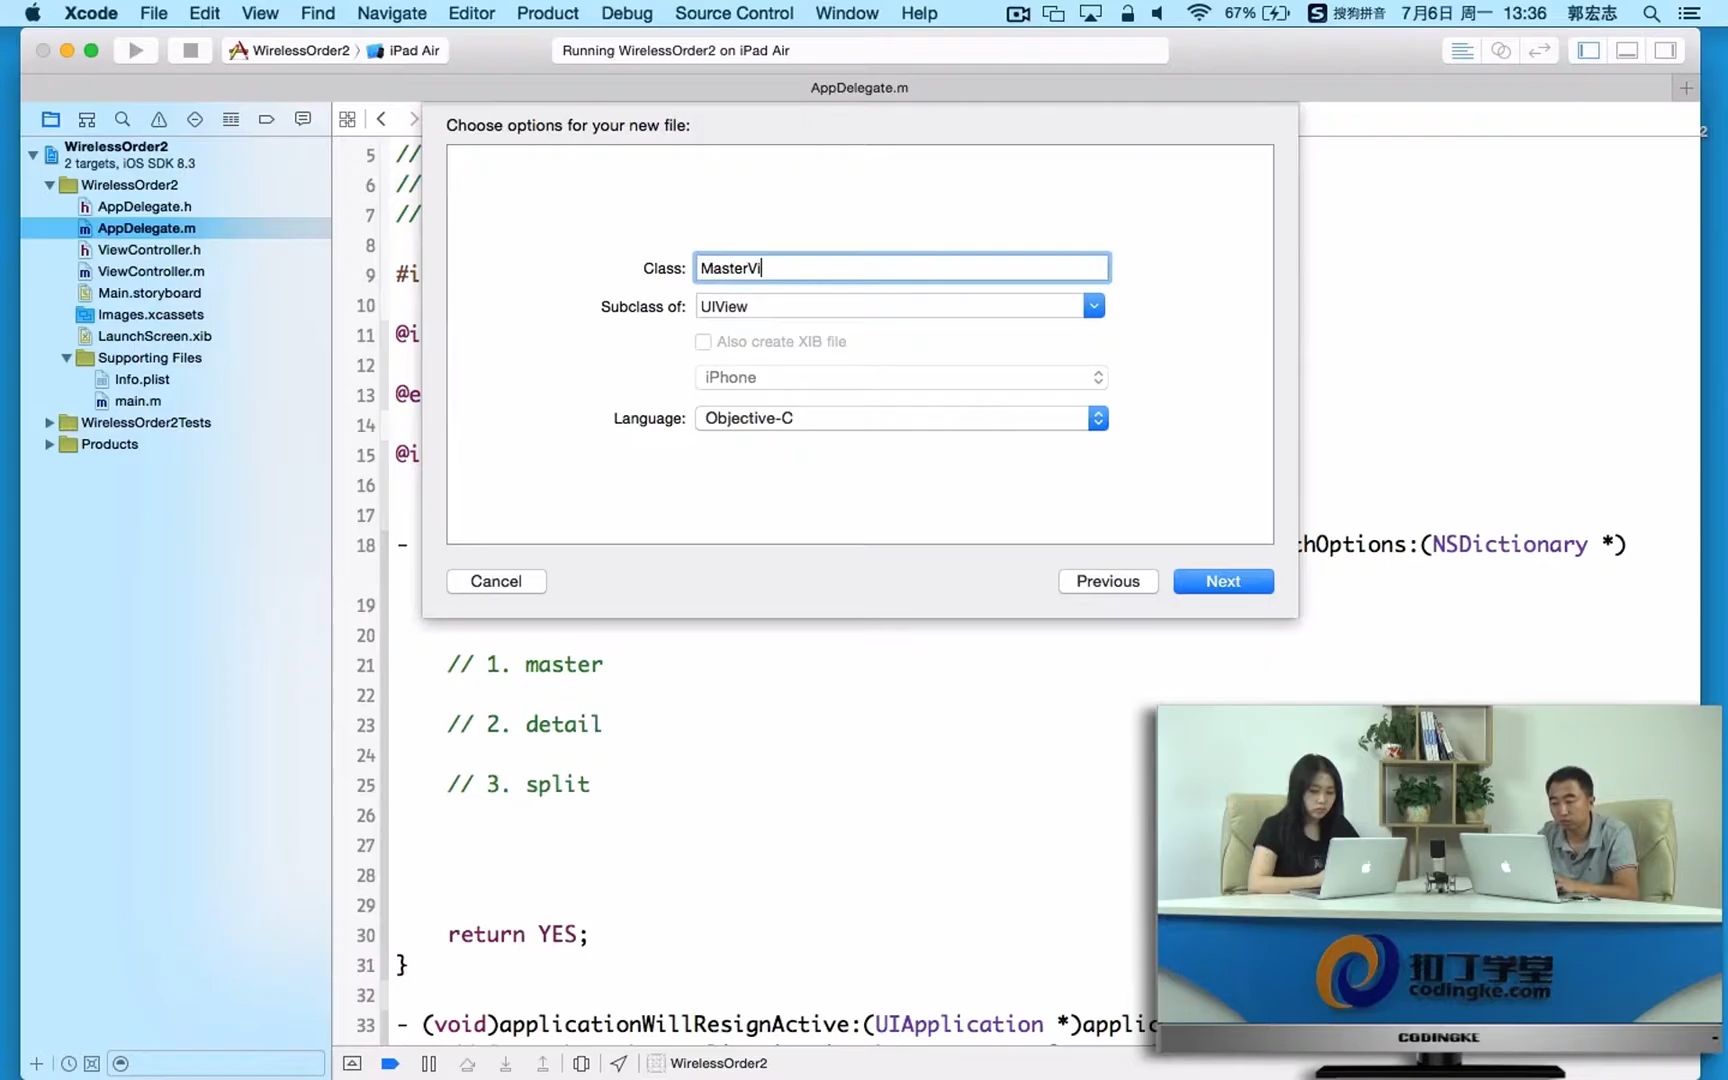 Xcode File Edit View Find Navigate Editor Product Debug Source Control Window Help 67% S 搜狗拼音 7月6日 周一 13:36 郭宏志
WirelessOrder2 〉 iPad Air
Running WirelessOrder2 on iPad Air
AppDelegate.m
WirelessOrder2
2 targets, iOS SDK 8.3
WirelessOrder2
h AppDelegate.h
m AppDelegate.m
h ViewController.h
m ViewController.m
Main.storyboard
Images.xcassets
LaunchScreen.xib
Supporting Files
Info.plist
m main.m
WirelessOrder2Tests
Products
Choose options for your new file:
Class: MasterVi
Subclass of: UIView
Also create XIB file
iPhone
Language: Objective-C
Cancel Previous Next
2
5 //
6 //
7 //
8
9 #i
10
11 @i
12
13 @e
14
15 @i
16
17
18 - hOptions:(NSDictionary *)
19
20
21 // 1. master
22
23 // 2. detail
24
25 // 3. split
26
27
28
29
30 return YES;
31 }
32
33 - (void)applicationWillResignActive:(UIApplication *)applic
WirelessOrder2
扣丁学堂
codingke.com
CODINGKE